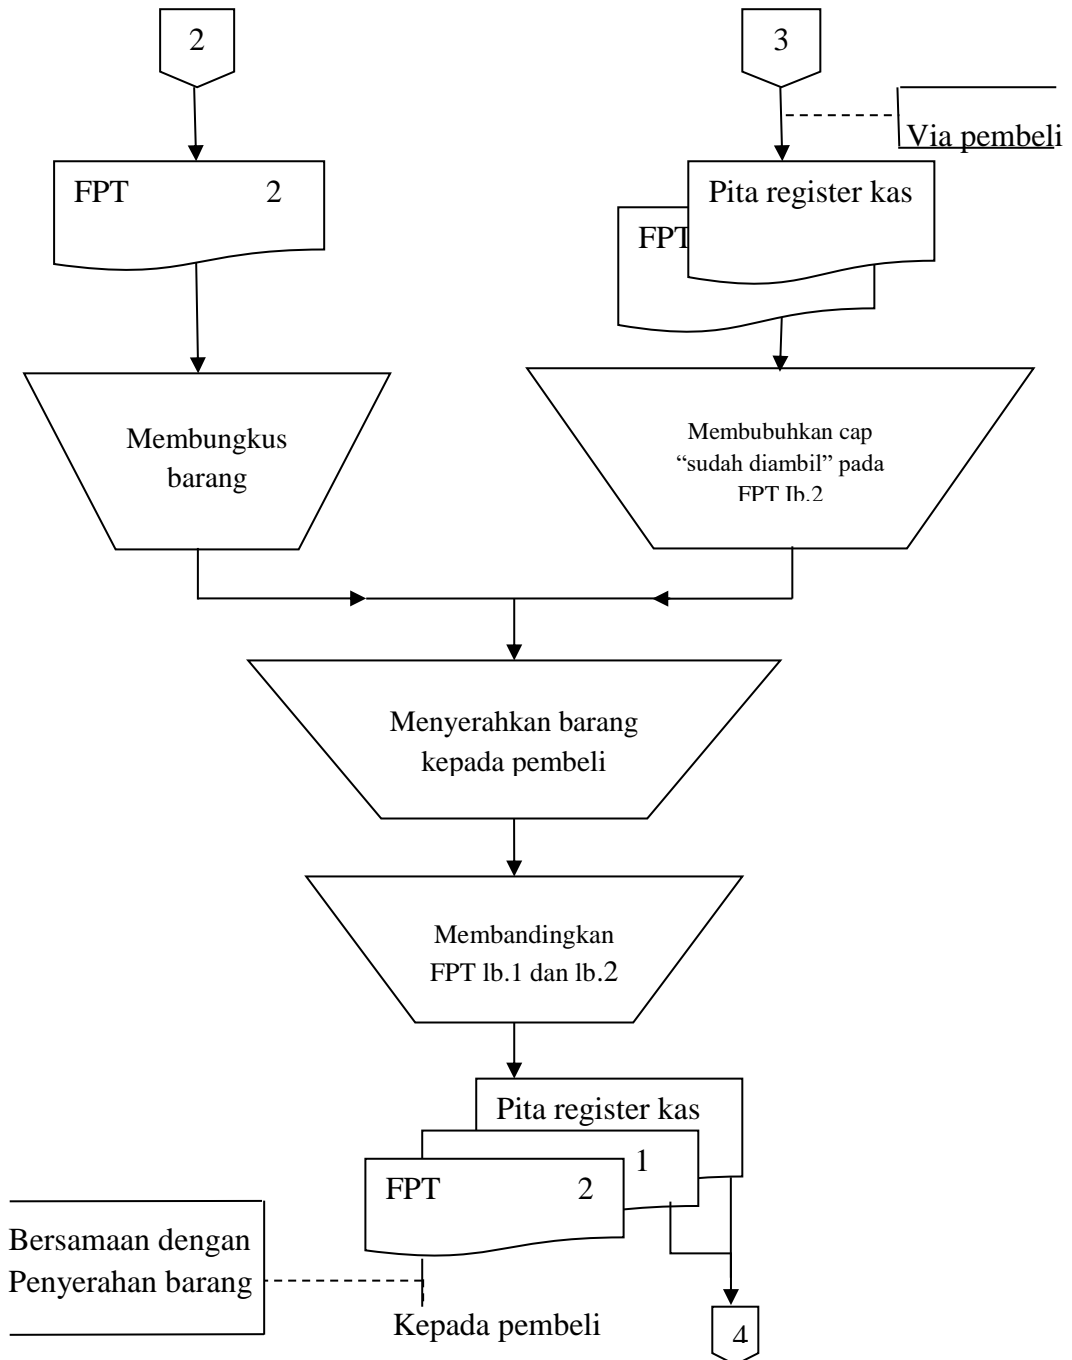 2
3
Via pembeli
FPT 2
Pita register kas
FPT
Membungkus
barang
Membubuhkan cap
“sudah diambil” pada
FPT lb.2
Menyerahkan barang
kepada pembeli
Membandingkan
FPT lb.1 dan lb.2
Pita register kas
1
FPT 2
Bersamaan dengan
Penyerahan barang
Kepada pembeli
4